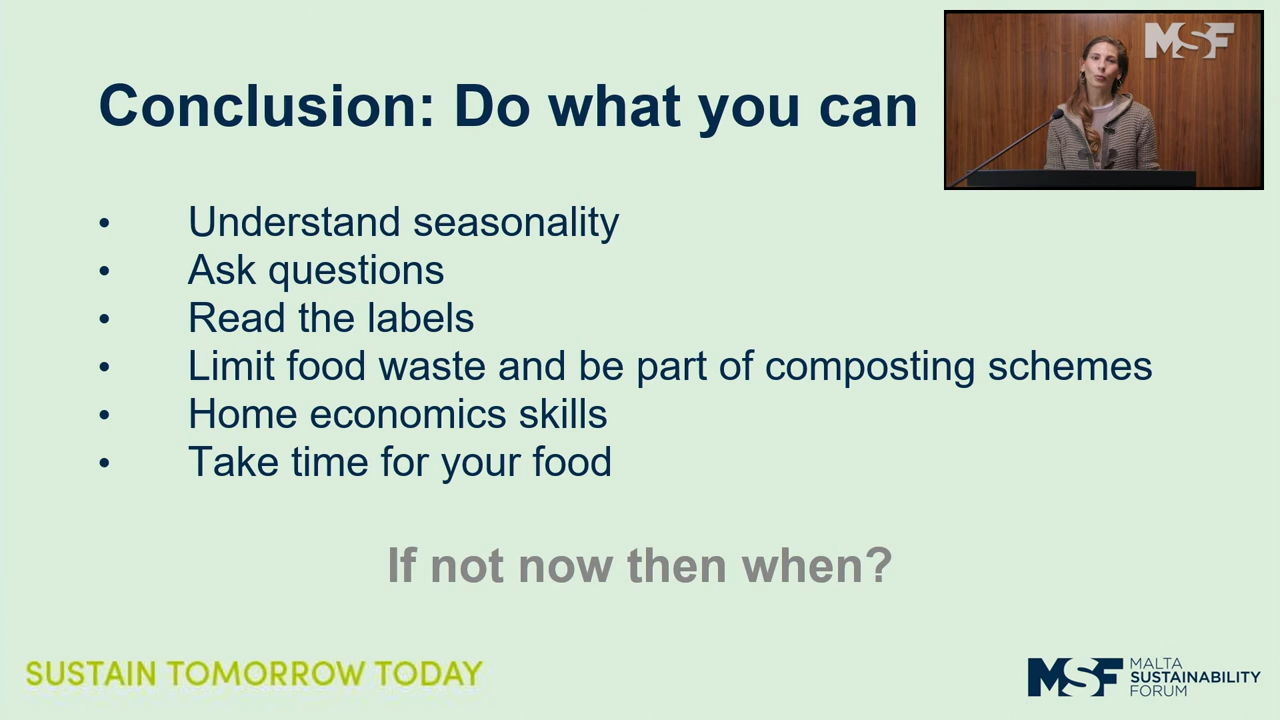 MSF
Conclusion: Do what you can
• Understand seasonality
• Ask questions
• Read the labels
• Limit food waste and be part of composting schemes
• Home economics skills
• Take time for your food
If not now then when?
SUSTAIN TOMORROW TODAY
MSF
MALTA
SUSTAINABILITY
FORUM